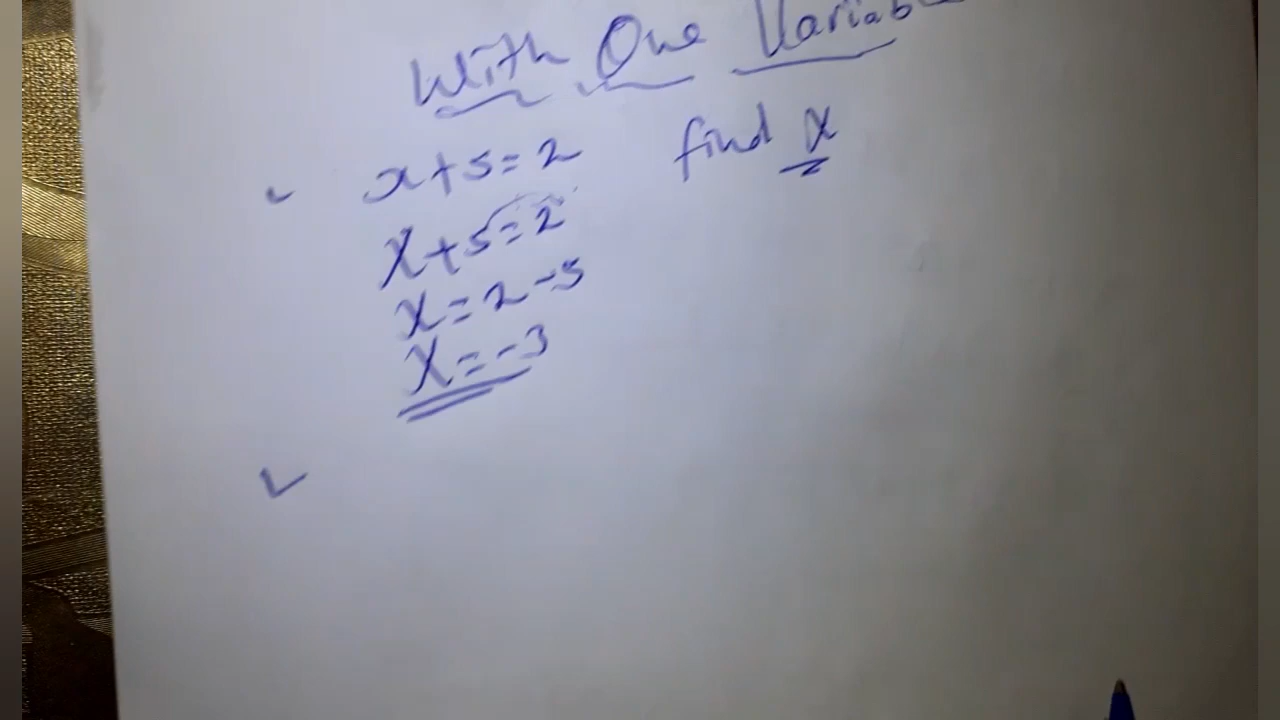 With One Variab
x+5=2 find x
x+5=2
x=2-5
x=-3